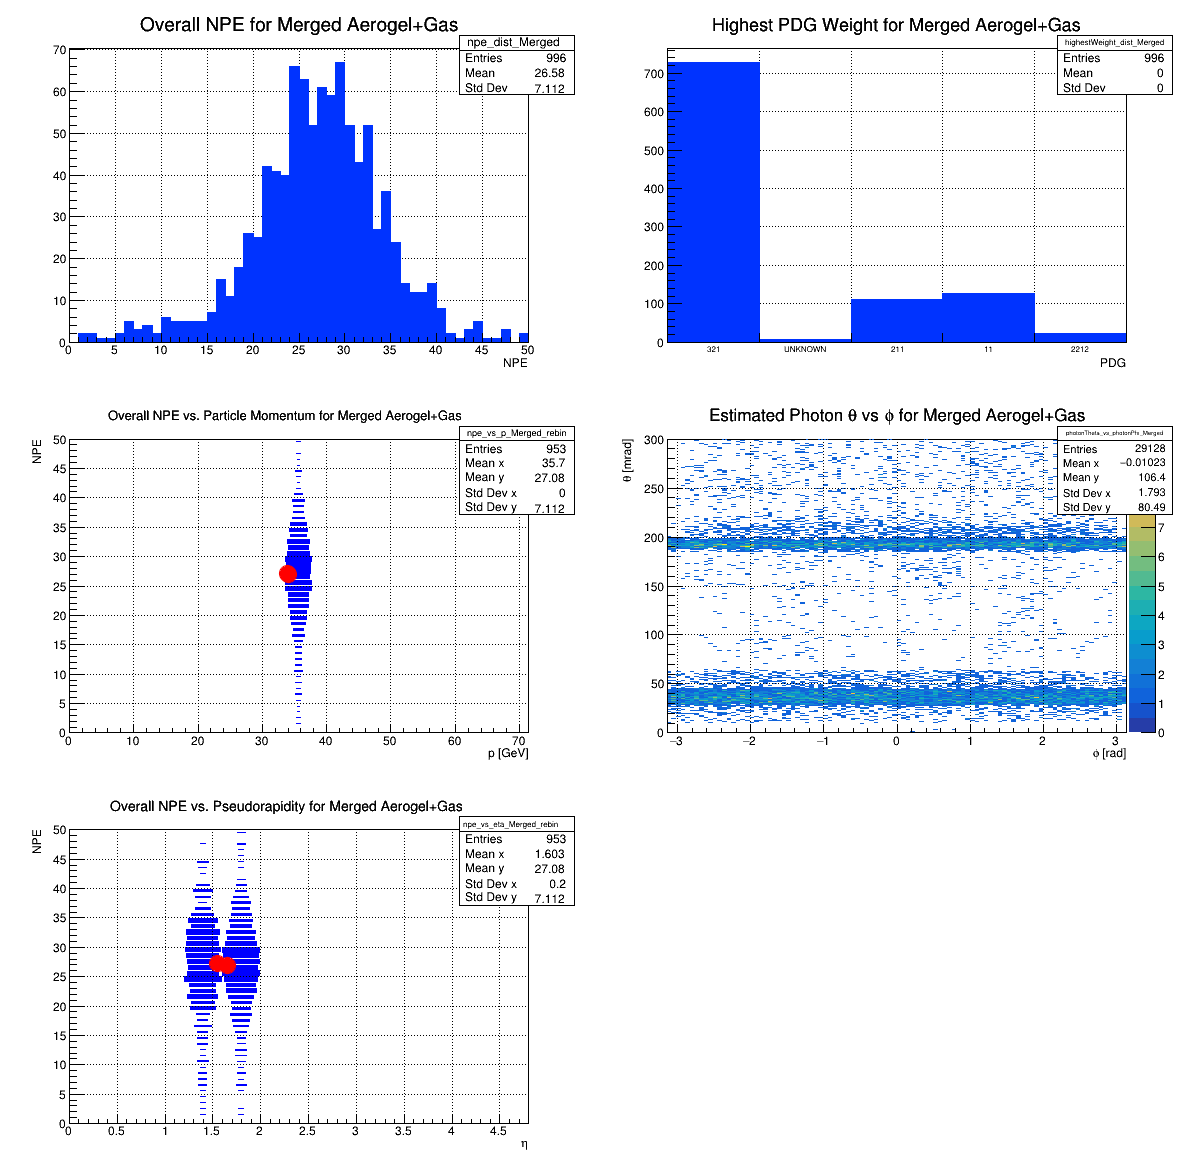 Overall NPE for Merged Aerogel+Gas
npe_dist_Merged
Entries 996
Mean 26.58
Std Dev 7.112
70
60
50
40
30
20
10
0
0 5 10 15 20 25 30 35 40 45 50
NPE
Highest PDG Weight for Merged Aerogel+Gas
highestWeight_dist_Merged
Entries 996
Mean 0
Std Dev 0
700
600
500
400
300
200
100
0
321 UNKNOWN 211 11 2212
PDG
Overall NPE vs. Particle Momentum for Merged Aerogel+Gas
npe_vs_p_Merged_rebin
Entries 953
Mean x 35.7
Mean y 27.08
Std Dev x 0
Std Dev y 7.112
NPE
50
45
40
35
30
25
20
15
10
5
0
0 10 20 30 40 50 60 70
p [GeV]
Estimated Photon θ vs ϕ for Merged Aerogel+Gas
photonTheta_vs_photonPhi_Merged
Entries 29128
Mean x −0.01023
Mean y 106.4
Std Dev x 1.793
Std Dev y 80.49
θ [mrad]
300
250
200
150
100
50
0
−3 −2 −1 0 1 2 3
ϕ [rad]
7
6
5
4
3
2
1
0
Overall NPE vs. Pseudorapidity for Merged Aerogel+Gas
npe_vs_eta_Merged_rebin
Entries 953
Mean x 1.603
Mean y 27.08
Std Dev x 0.2
Std Dev y 7.112
NPE
50
45
40
35
30
25
20
15
10
5
0
0 0.5 1 1.5 2 2.5 3 3.5 4 4.5
η